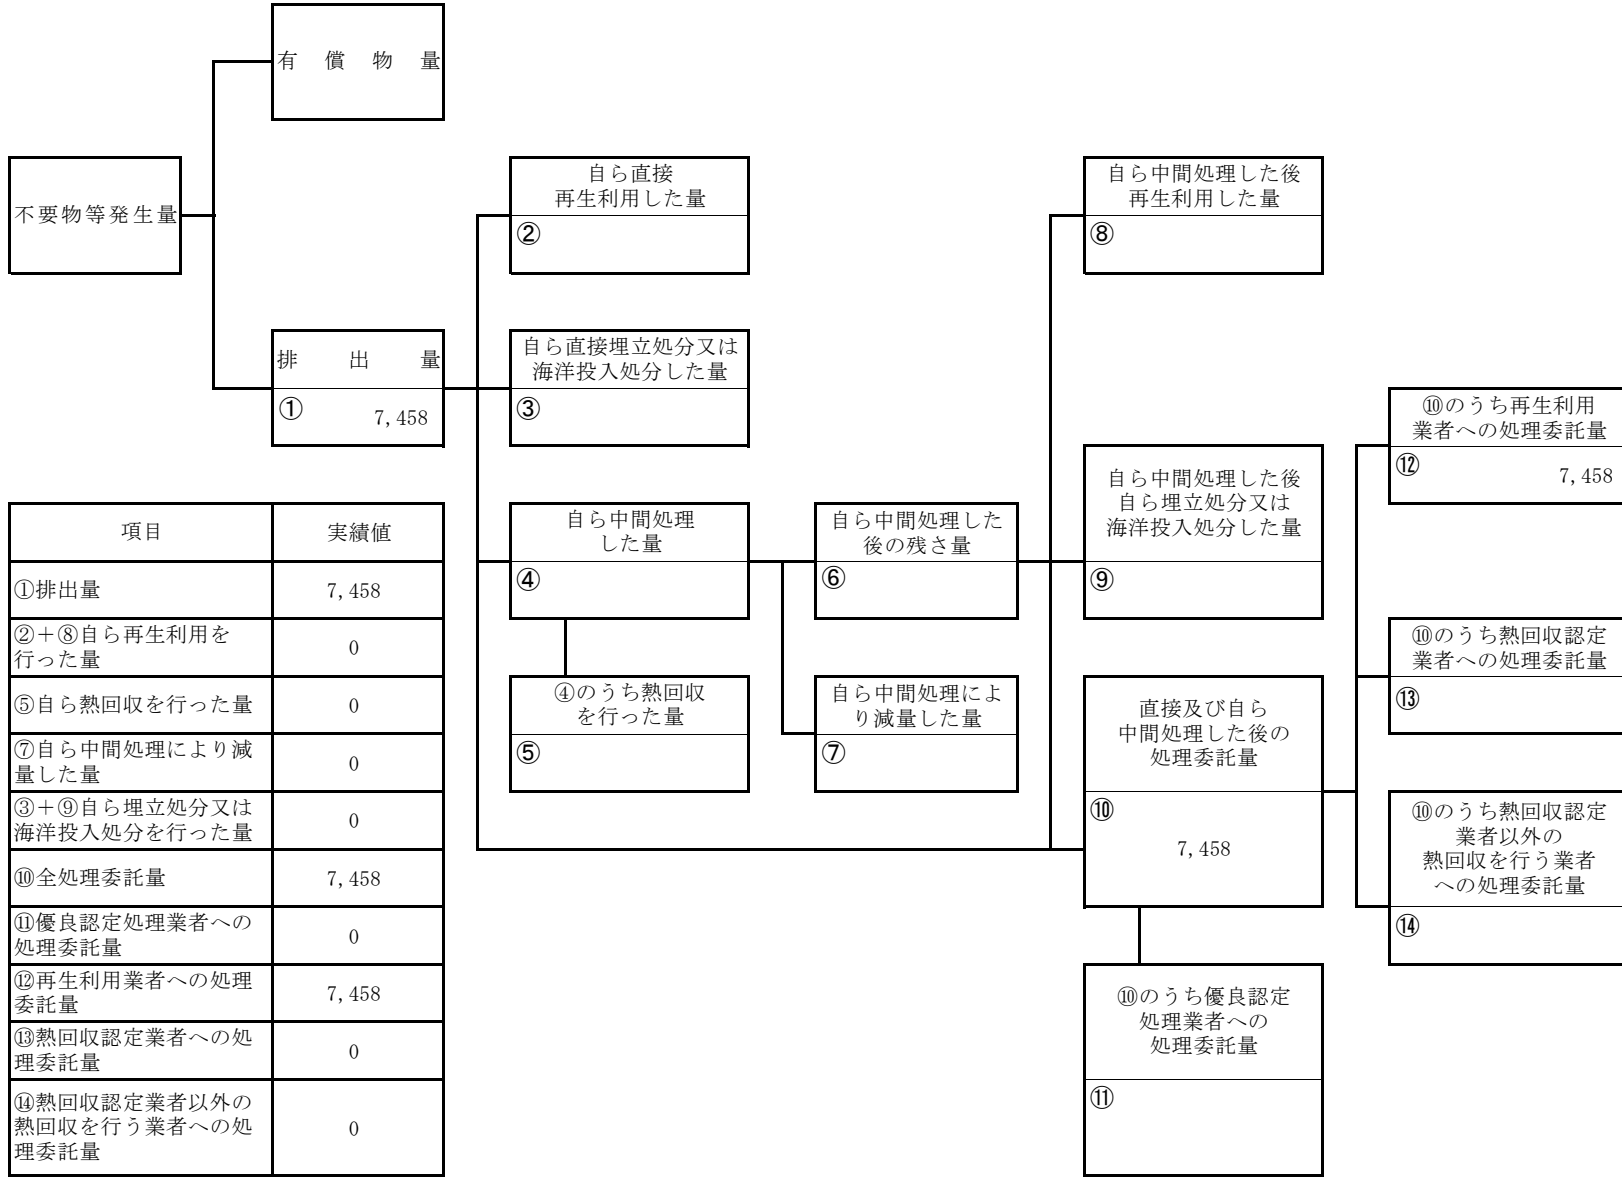 有償物量
不要物等発生量
排出量
① 7,458
自ら直接
再生利用した量
②
自ら直接埋立処分又は
海洋投入処分した量
③
自ら中間処理
した量
④
④のうち熱回収
を行った量
⑤
自ら中間処理した
後の残さ量
⑥
自ら中間処理によ
り減量した量
⑦
自ら中間処理した後
再生利用した量
⑧
自ら中間処理した後
自ら埋立処分又は
海洋投入処分した量
⑨
直接及び自ら
中間処理した後の
処理委託量
⑩
7,458
⑩のうち優良認定
処理業者への
処理委託量
⑪
⑩のうち再生利用
業者への処理委託量
⑫ 7,458
⑩のうち熱回収認定
業者への処理委託量
⑬
⑩のうち熱回収認定
業者以外の
熱回収を行う業者
への処理委託量
⑭
項目 実績値
①排出量 7,458
②+⑧自ら再生利用を
行った量 0
⑤自ら熱回収を行った量 0
⑦自ら中間処理により減
量した量 0
③+⑨自ら埋立処分又は
海洋投入処分を行った量 0
⑩全処理委託量 7,458
⑪優良認定処理業者への
処理委託量 0
⑫再生利用業者への処理
委託量 7,458
⑬熱回収認定業者への処
理委託量 0
⑭熱回収認定業者以外の
熱回収を行う業者への処
理委託量 0